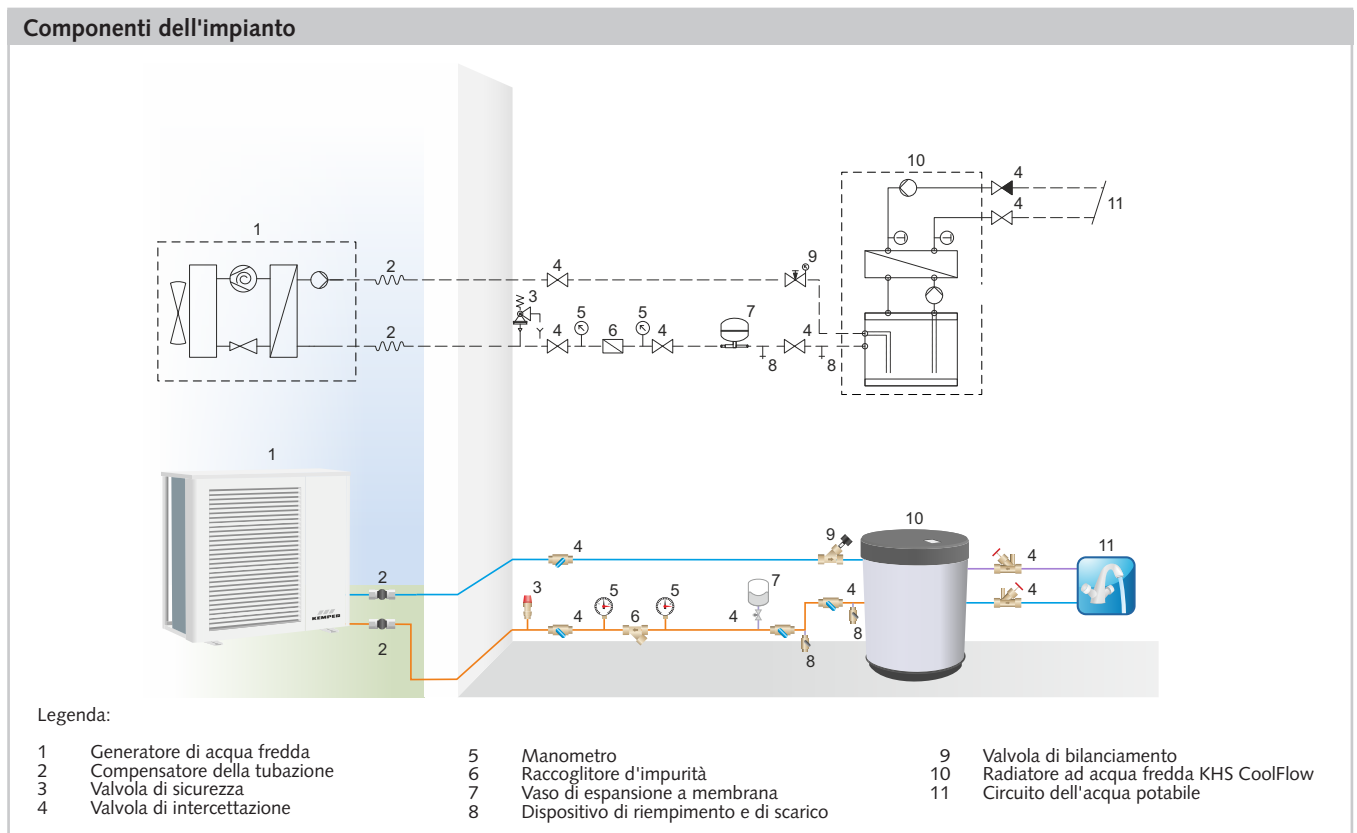 Componenti dell'impianto
10
4
4
11
1
2
4
9
3
5
5
7
2
4
6
4
4
8
8
1
10
4
9
11
4
2
3
5
5
7
4
4
4
6
4
2
8
8
KEMPER
Legenda:
1 Generatore di acqua fredda
2 Compensatore della tubazione
3 Valvola di sicurezza
4 Valvola di intercettazione
5 Manometro
6 Raccoglitore d'impurità
7 Vaso di espansione a membrana
8 Dispositivo di riempimento e di scarico
9 Valvola di bilanciamento
10 Radiatore ad acqua fredda KHS CoolFlow
11 Circuito dell'acqua potabile